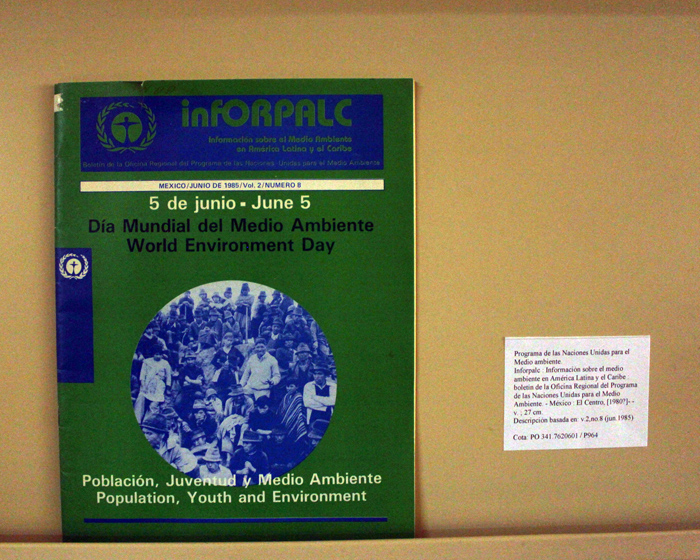 inFORPALC
Información sobre el Medio Ambiente
en América Latina y el Caribe
Boletín de la Oficina Regional del Programa de las Naciones Unidas para el Medio Ambiente
MEXICO/JUNIO DE 1985/Vol. 2/NUMERO 8
5 de junio - June 5
Día Mundial del Medio Ambiente
World Environment Day
Población, Juventud y Medio Ambiente
Population, Youth and Environment
Programa de las Naciones Unidas para el
Medio ambiente.
Inforpalc : Información sobre el medio
ambiente en América Latina y el Caribe :
boletín de la Oficina Regional del Programa
de las Naciones Unidas para el Medio
Ambiente. - México : El Centro, [1980?]- -
v. ; 27 cm.
Descripción basada en: v.2,no.8 (jun.1985)
Cota: PO 341.7620601 / P964